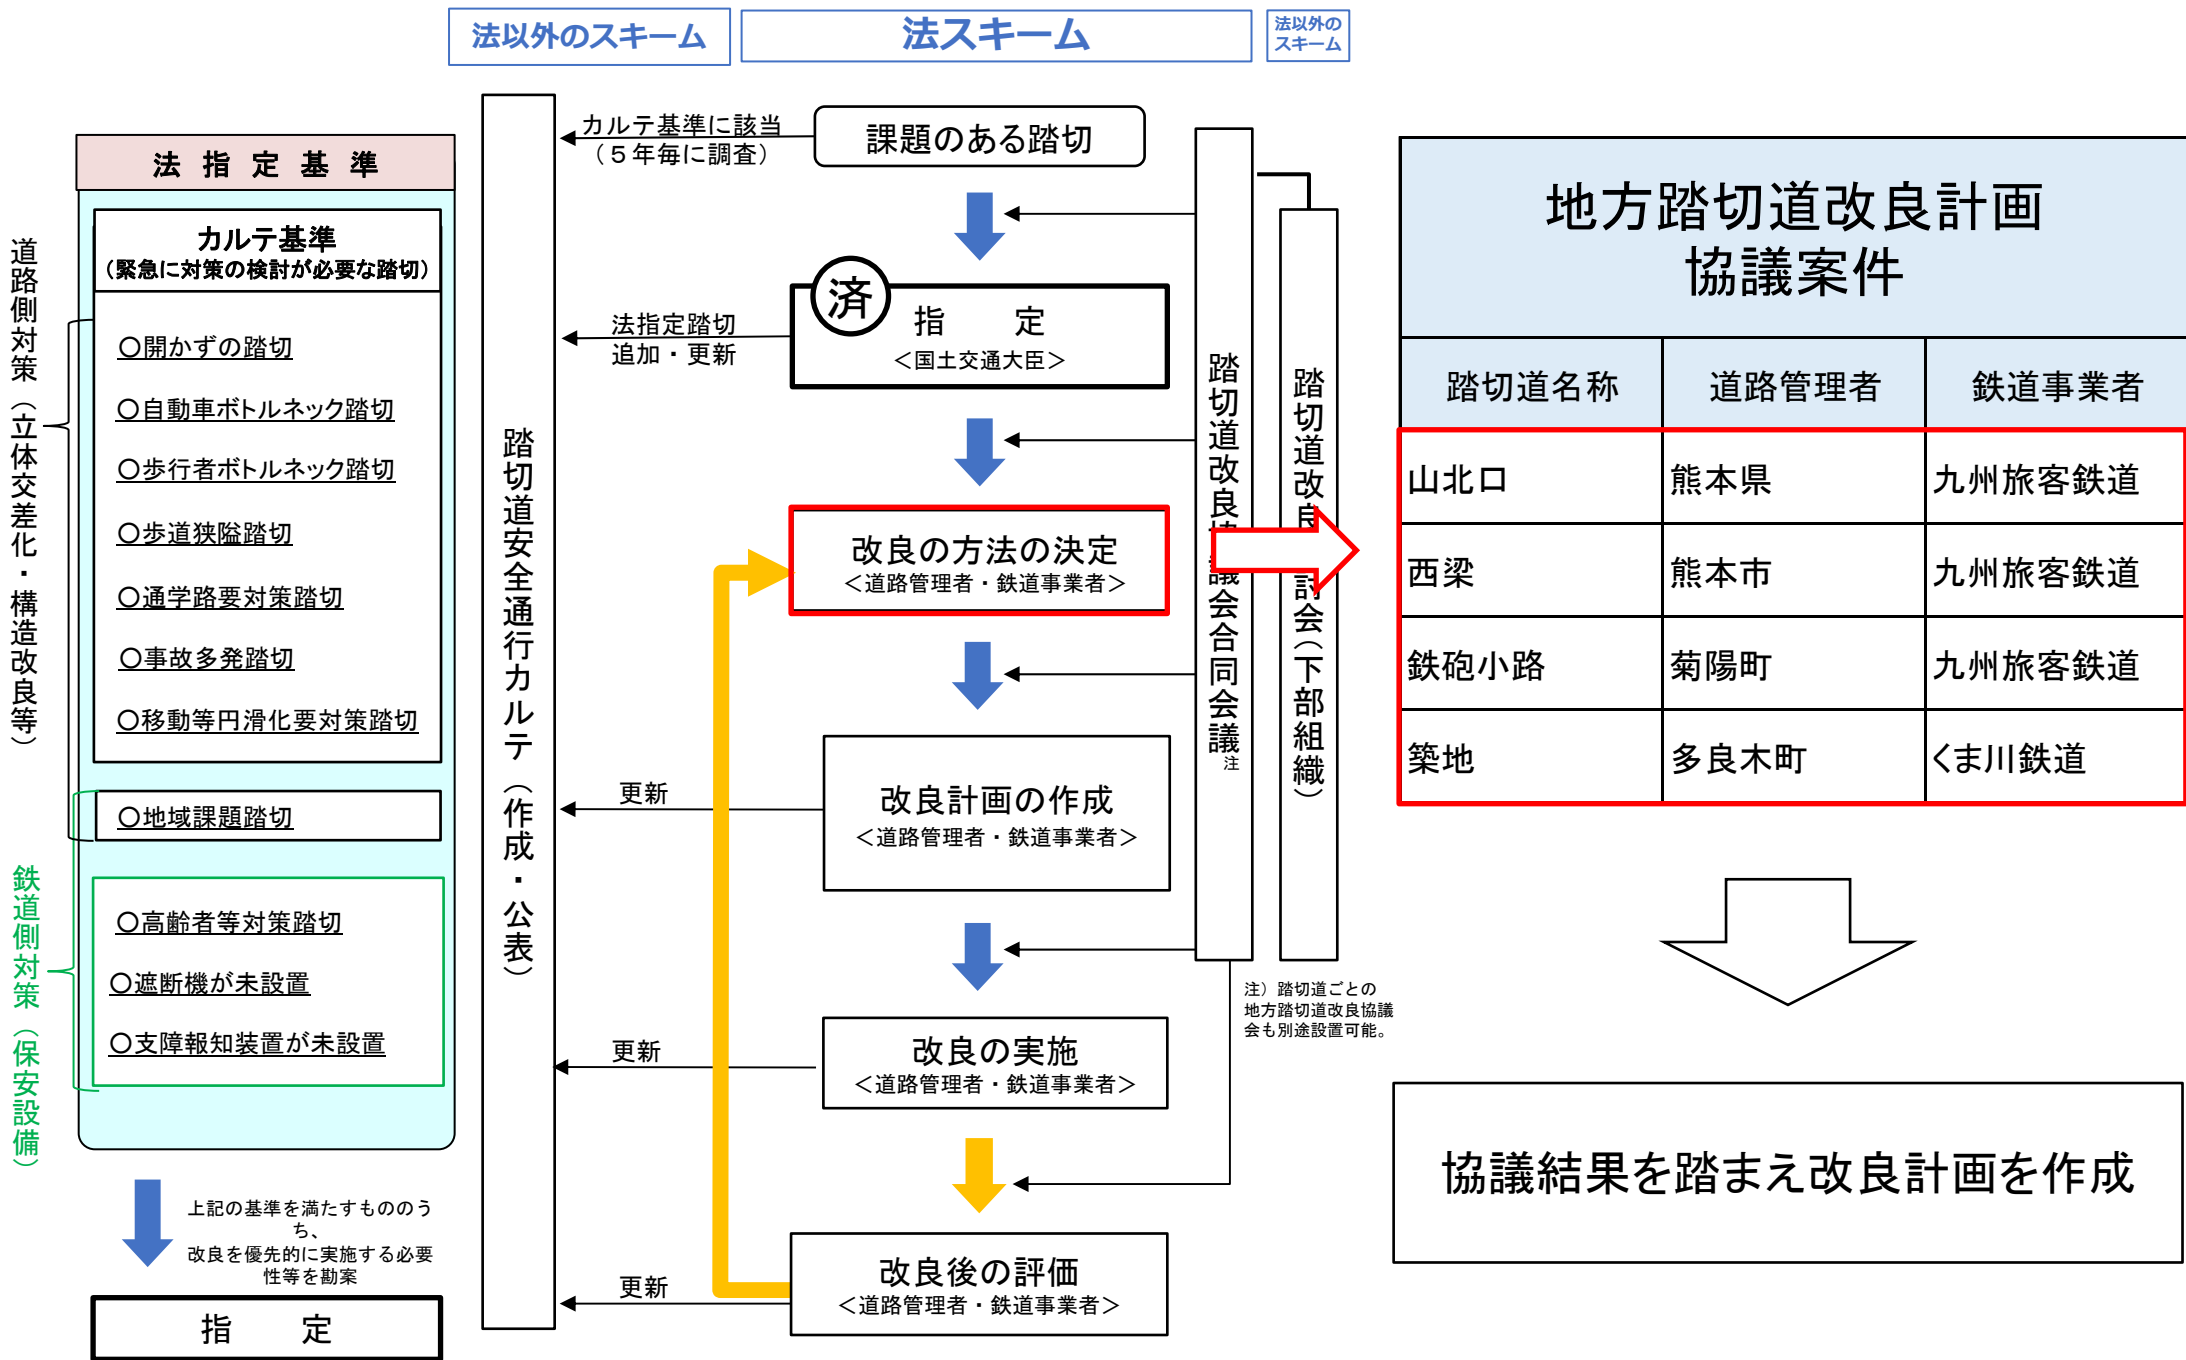 法以外のスキーム
法スキーム
法以外の
スキーム
法指定基準
カルテ基準
（緊急に対策の検討が必要な踏切）
〇開かずの踏切
〇自動車ボトルネック踏切
〇歩行者ボトルネック踏切
〇歩道狭隘踏切
〇通学路要対策踏切
〇事故多発踏切
〇移動等円滑化要対策踏切
〇地域課題踏切
〇高齢者等対策踏切
〇遮断機が未設置
〇支障報知装置が未設置
道路側対策（立体交差化・構造改良等）
鉄道側対策（保安設備）
上記の基準を満たすもののう
ち、
改良を優先的に実施する必要
性等を勘案
指　定
踏切道安全通行カルテ（作成・公表）
カルテ基準に該当
（５年毎に調査）
法指定踏切
追加・更新
更新
更新
更新
課題のある踏切
済
指　定
＜国土交通大臣＞
改良の方法の決定
＜道路管理者・鉄道事業者＞
改良計画の作成
＜道路管理者・鉄道事業者＞
改良の実施
＜道路管理者・鉄道事業者＞
改良後の評価
＜道路管理者・鉄道事業者＞
踏切道改良協議会合同会議注
踏切道改良検討会（下部組織）
注）踏切道ごとの
地方踏切道改良協議
会も別途設置可能。
地方踏切道改良計画
協議案件
踏切道名称 道路管理者 鉄道事業者
山北口 熊本県 九州旅客鉄道
西梁 熊本市 九州旅客鉄道
鉄砲小路 菊陽町 九州旅客鉄道
築地 多良木町 くま川鉄道
協議結果を踏まえ改良計画を作成